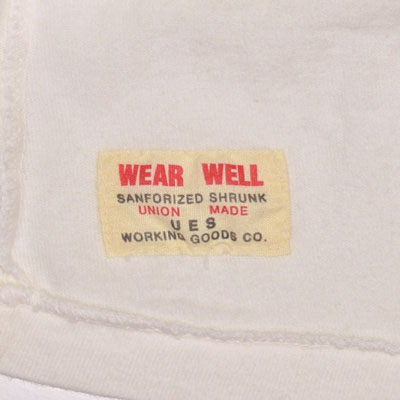 WEAR WELL
SANFORIZED SHRUNK
UNION MADE
UES
WORKING GOODS CO.